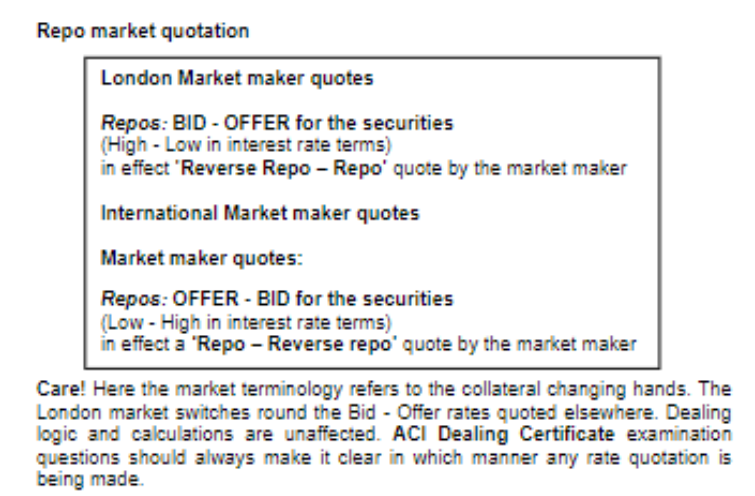 Repo market quotation
London Market maker quotes
Repos: BID - OFFER for the securities
(High - Low in interest rate terms)
in effect 'Reverse Repo – Repo' quote by the market maker
International Market maker quotes
Market maker quotes:
Repos: OFFER - BID for the securities
(Low - High in interest rate terms)
in effect a 'Repo – Reverse repo' quote by the market maker
Care! Here the market terminology refers to the collateral changing hands. The
London market switches round the Bid - Offer rates quoted elsewhere. Dealing
logic and calculations are unaffected. ACI Dealing Certificate examination
questions should always make it clear in which manner any rate quotation is
being made.